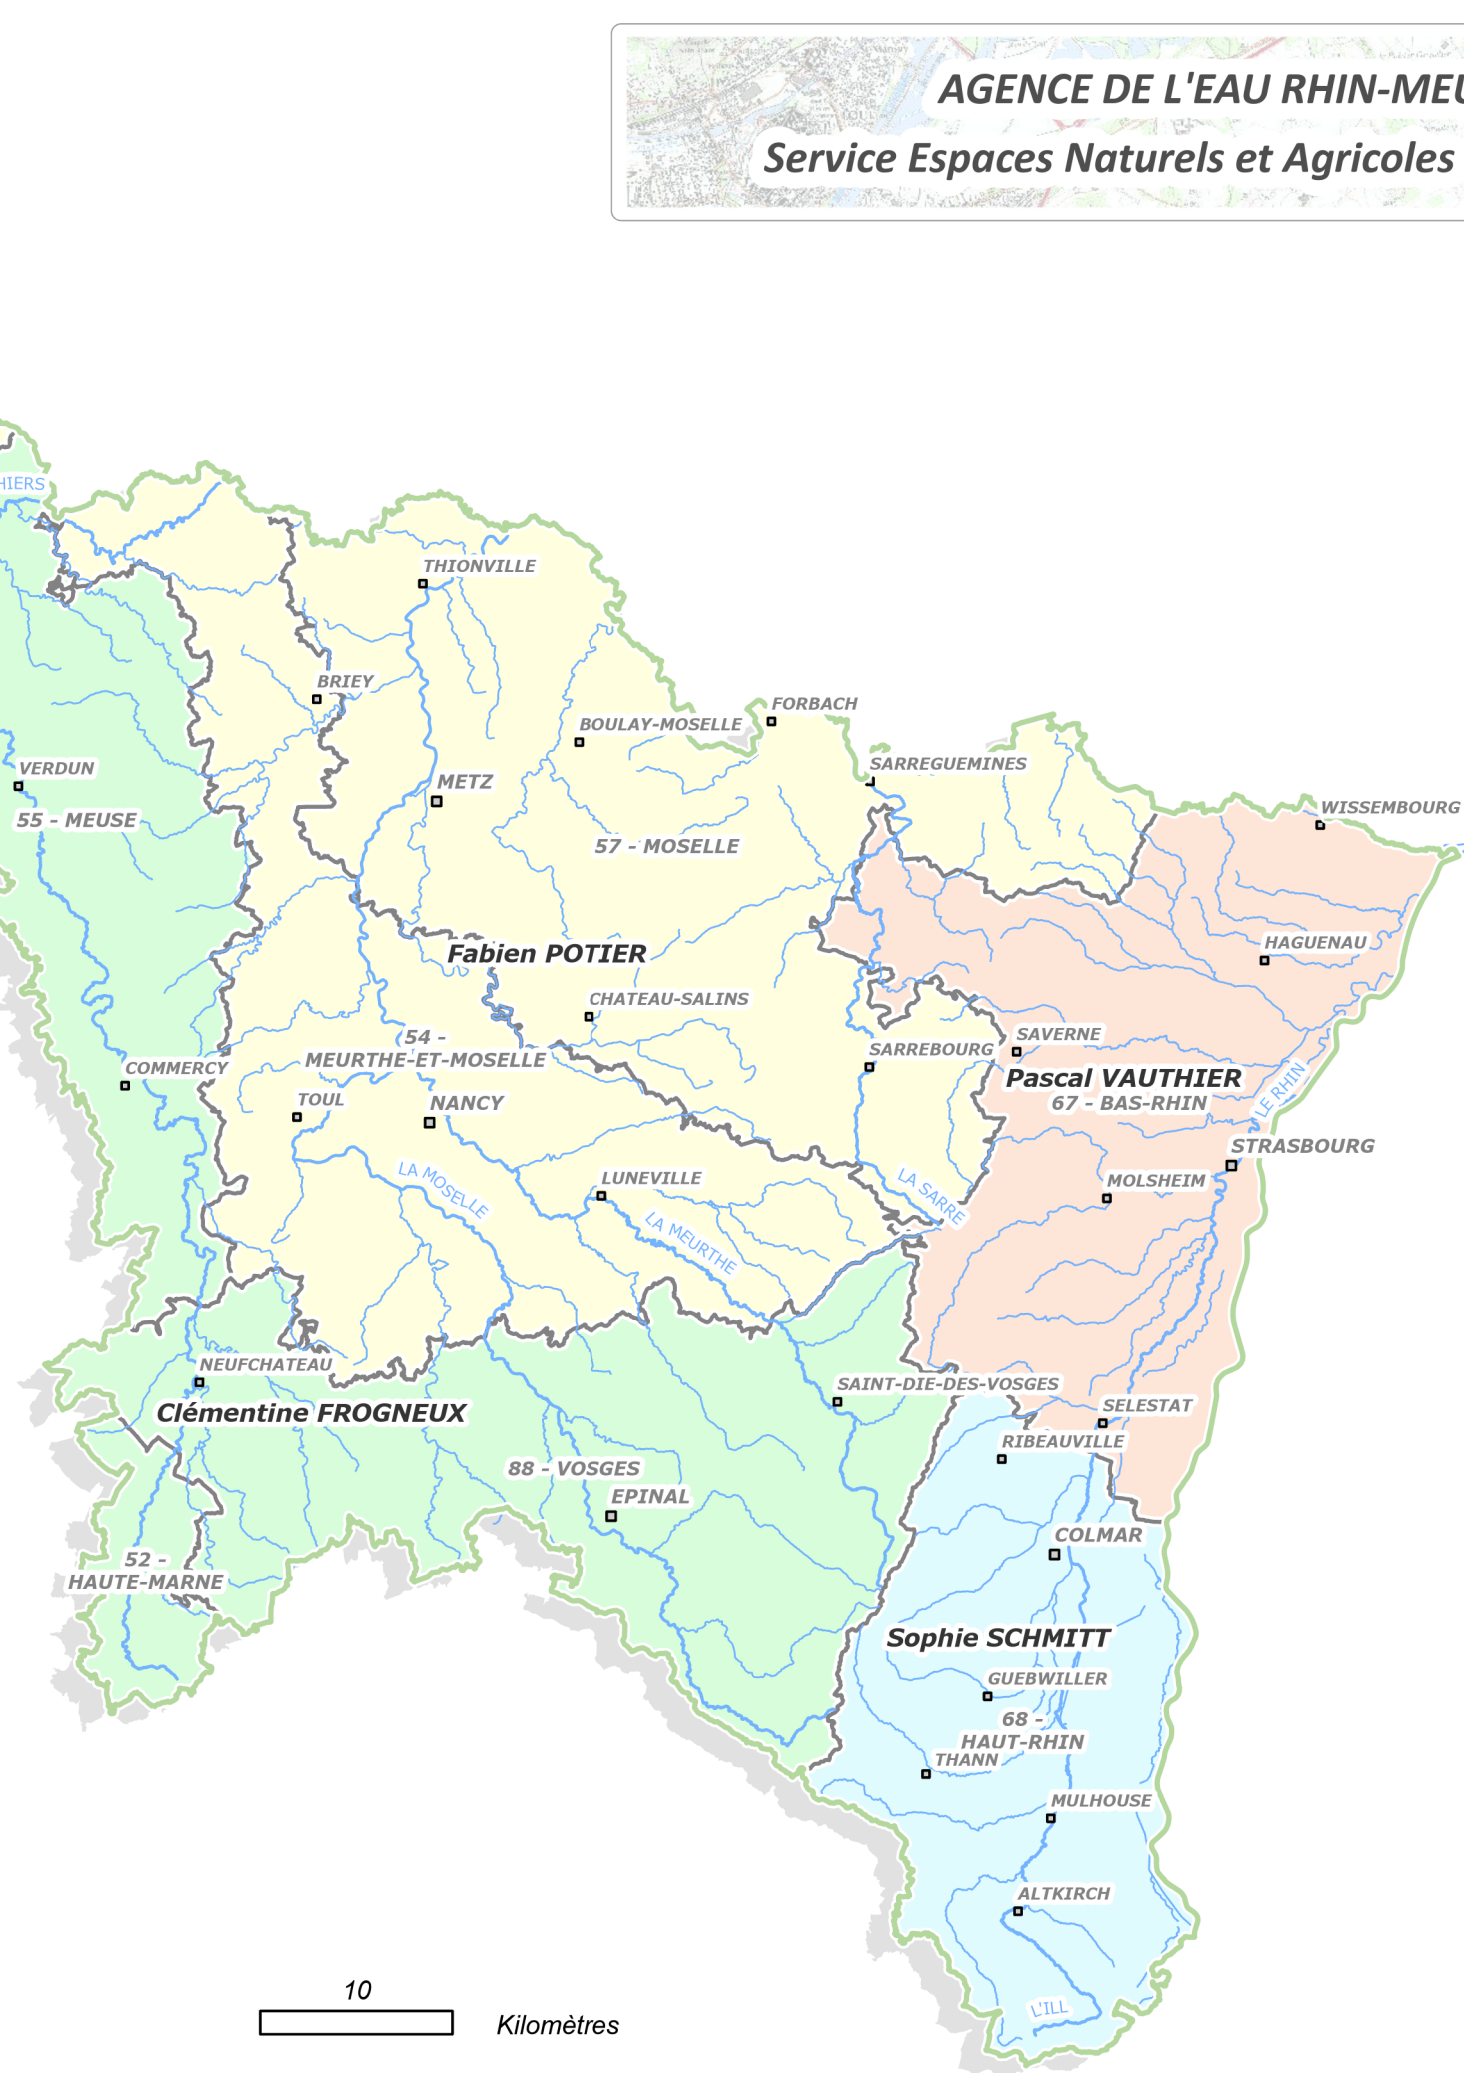 AGENCE DE L'EAU RHIN-MEU
Service Espaces Naturels et Agricoles
HIERS
THIONVILLE
BRIEY
FORBACH
BOULAY-MOSELLE
VERDUN
METZ
SARREGUEMINES
WISSEMBOURG
55 - MEUSE
57 - MOSELLE
HAGUENAU
Fabien POTIER
CHATEAU-SALINS
54 -
MEURTHE-ET-MOSELLE
SARREBOURG
SAVERNE
COMMERCY
Pascal VAUTHIER
67 - BAS-RHIN
LE RHIN
TOUL
NANCY
STRASBOURG
LA MOSELLE
LUNEVILLE
LA SARRE
MOLSHEIM
LA MEURTHE
NEUFCHATEAU
SAINT-DIE-DES-VOSGES
Clémentine FROGNEUX
SELESTAT
RIBEAUVILLE
88 - VOSGES
EPINAL
COLMAR
52 -
HAUTE-MARNE
Sophie SCHMITT
GUEBWILLER
68 -
HAUT-RHIN
THANN
MULHOUSE
ALTKIRCH
L'ILL
10
Kilomètres